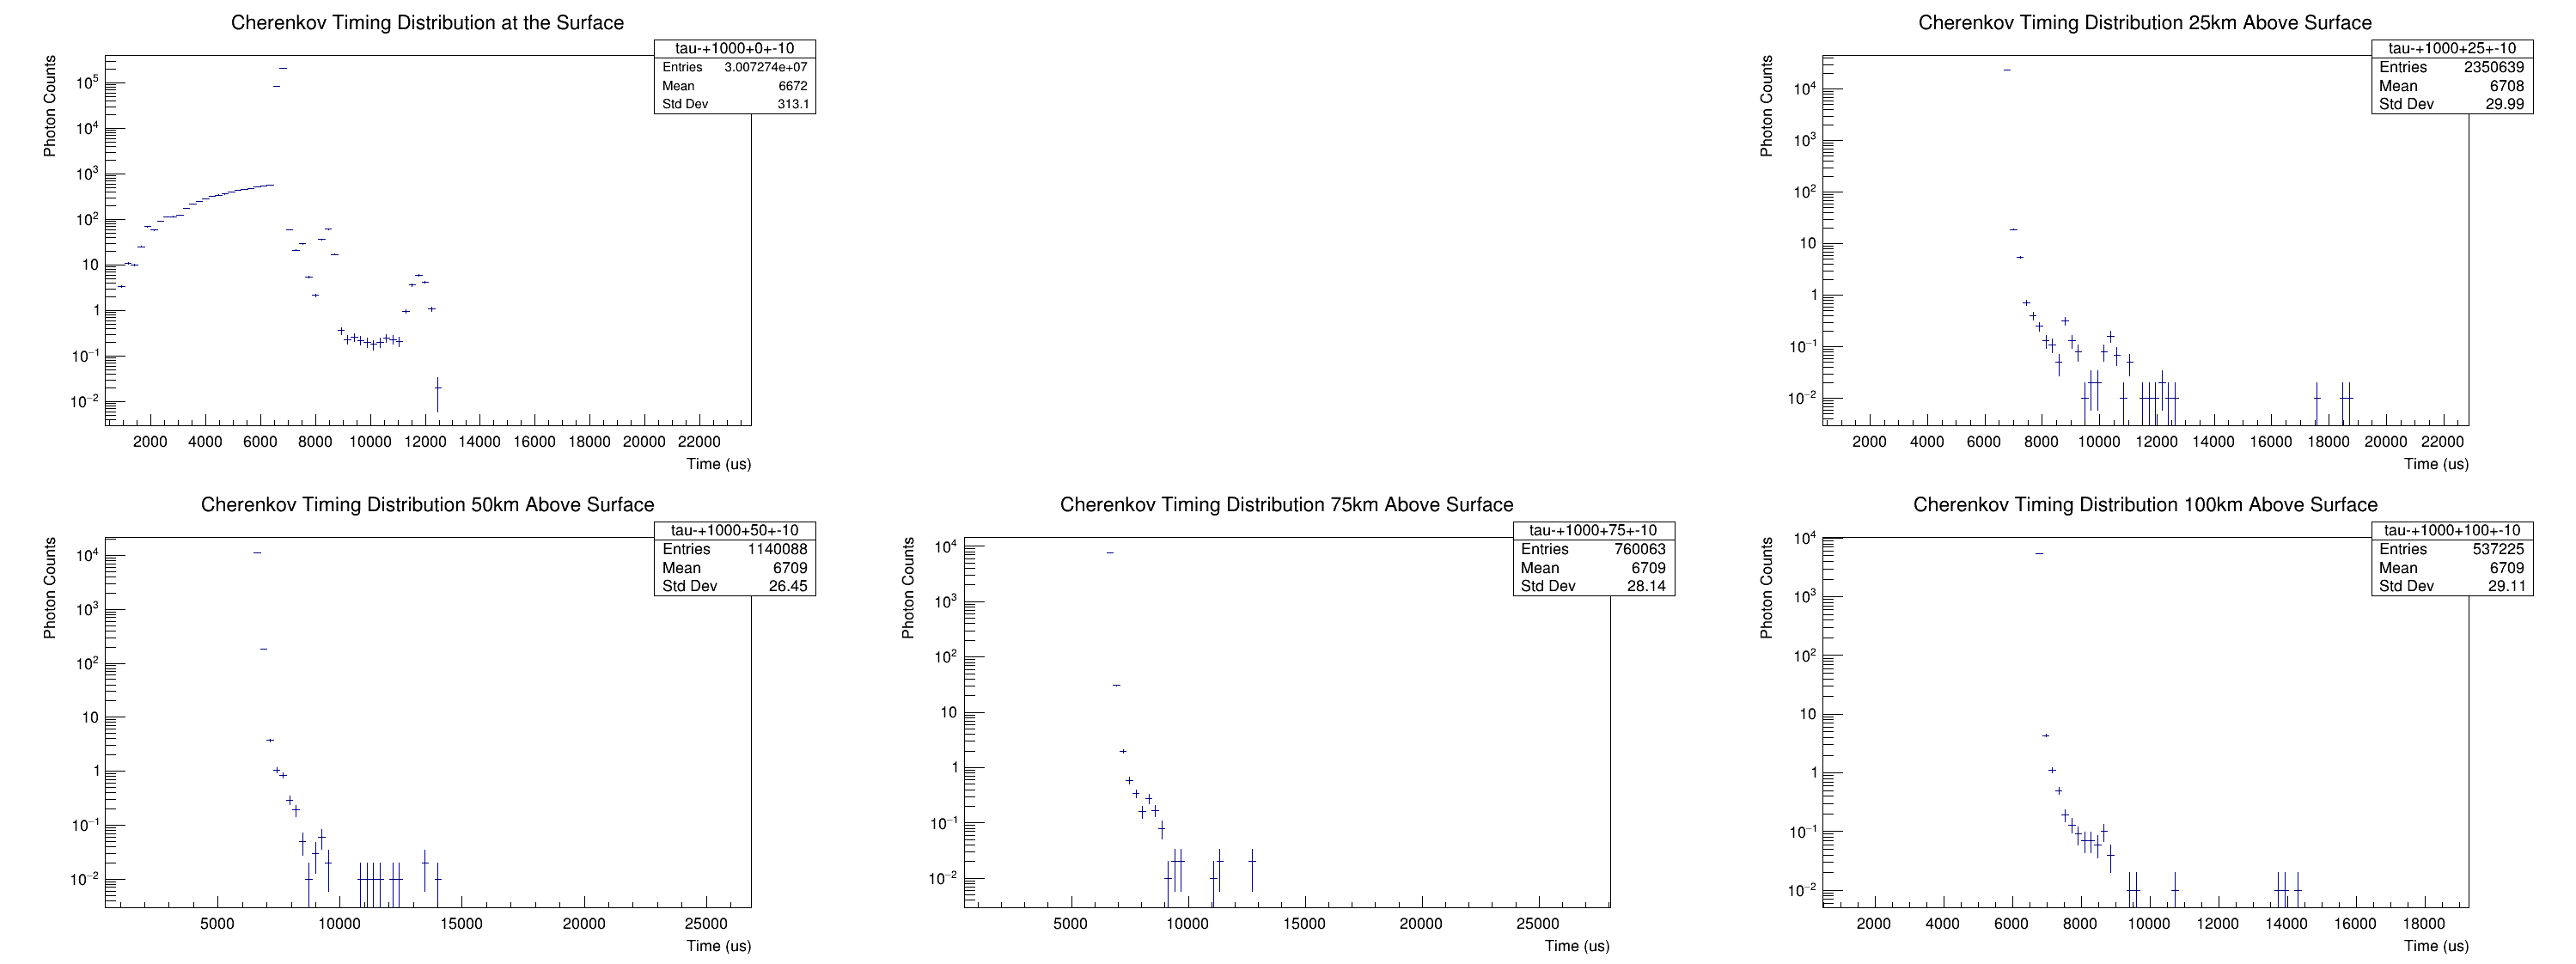 Cherenkov Timing Distribution at the Surface
tau-+1000+0+-10
Entries 3.007274e+07
Mean 6672
Std Dev 313.1
Photon Counts
10^5
10^4
10^3
10^2
10
1
10^−1
10^−2
2000 4000 6000 8000 10000 12000 14000 16000 18000 20000 22000
Time (us)
Cherenkov Timing Distribution 25km Above Surface
tau-+1000+25+-10
Entries 2350639
Mean 6708
Std Dev 29.99
Photon Counts
10^4
10^3
10^2
10
1
10^−1
10^−2
2000 4000 6000 8000 10000 12000 14000 16000 18000 20000 22000
Time (us)
Cherenkov Timing Distribution 50km Above Surface
tau-+1000+50+-10
Entries 1140088
Mean 6709
Std Dev 26.45
Photon Counts
10^4
10^3
10^2
10
1
10^−1
10^−2
5000 10000 15000 20000 25000
Time (us)
Cherenkov Timing Distribution 75km Above Surface
tau-+1000+75+-10
Entries 760063
Mean 6709
Std Dev 28.14
Photon Counts
10^4
10^3
10^2
10
1
10^−1
10^−2
5000 10000 15000 20000 25000
Time (us)
Cherenkov Timing Distribution 100km Above Surface
tau-+1000+100+-10
Entries 537225
Mean 6709
Std Dev 29.11
Photon Counts
10^4
10^3
10^2
10
1
10^−1
10^−2
2000 4000 6000 8000 10000 12000 14000 16000 18000
Time (us)